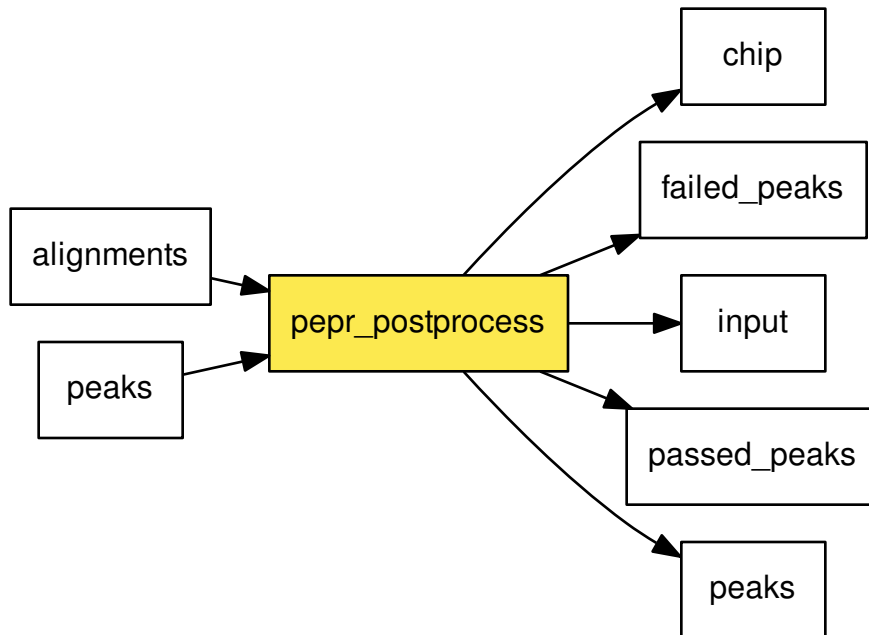 chip
failed_peaks
alignments
pepr_postprocess
input
peaks
passed_peaks
peaks